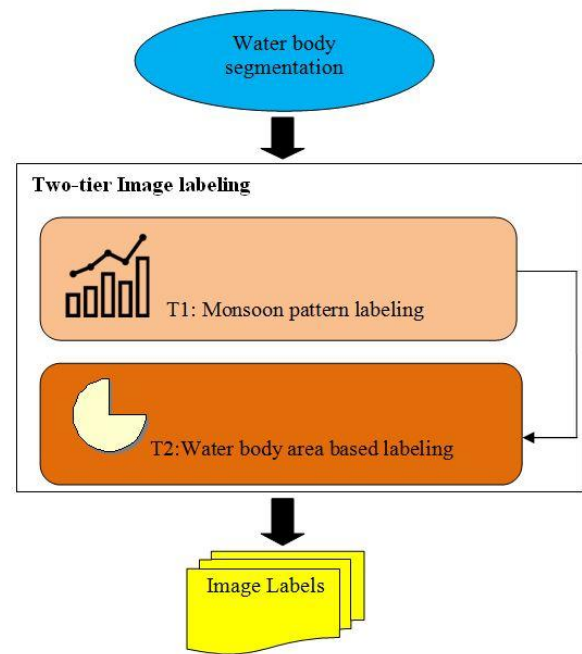 Water body
segmentation
Two-tier Image labeling
T1: Monsoon pattern labeling
T2:Water body area based labeling
Image Labels